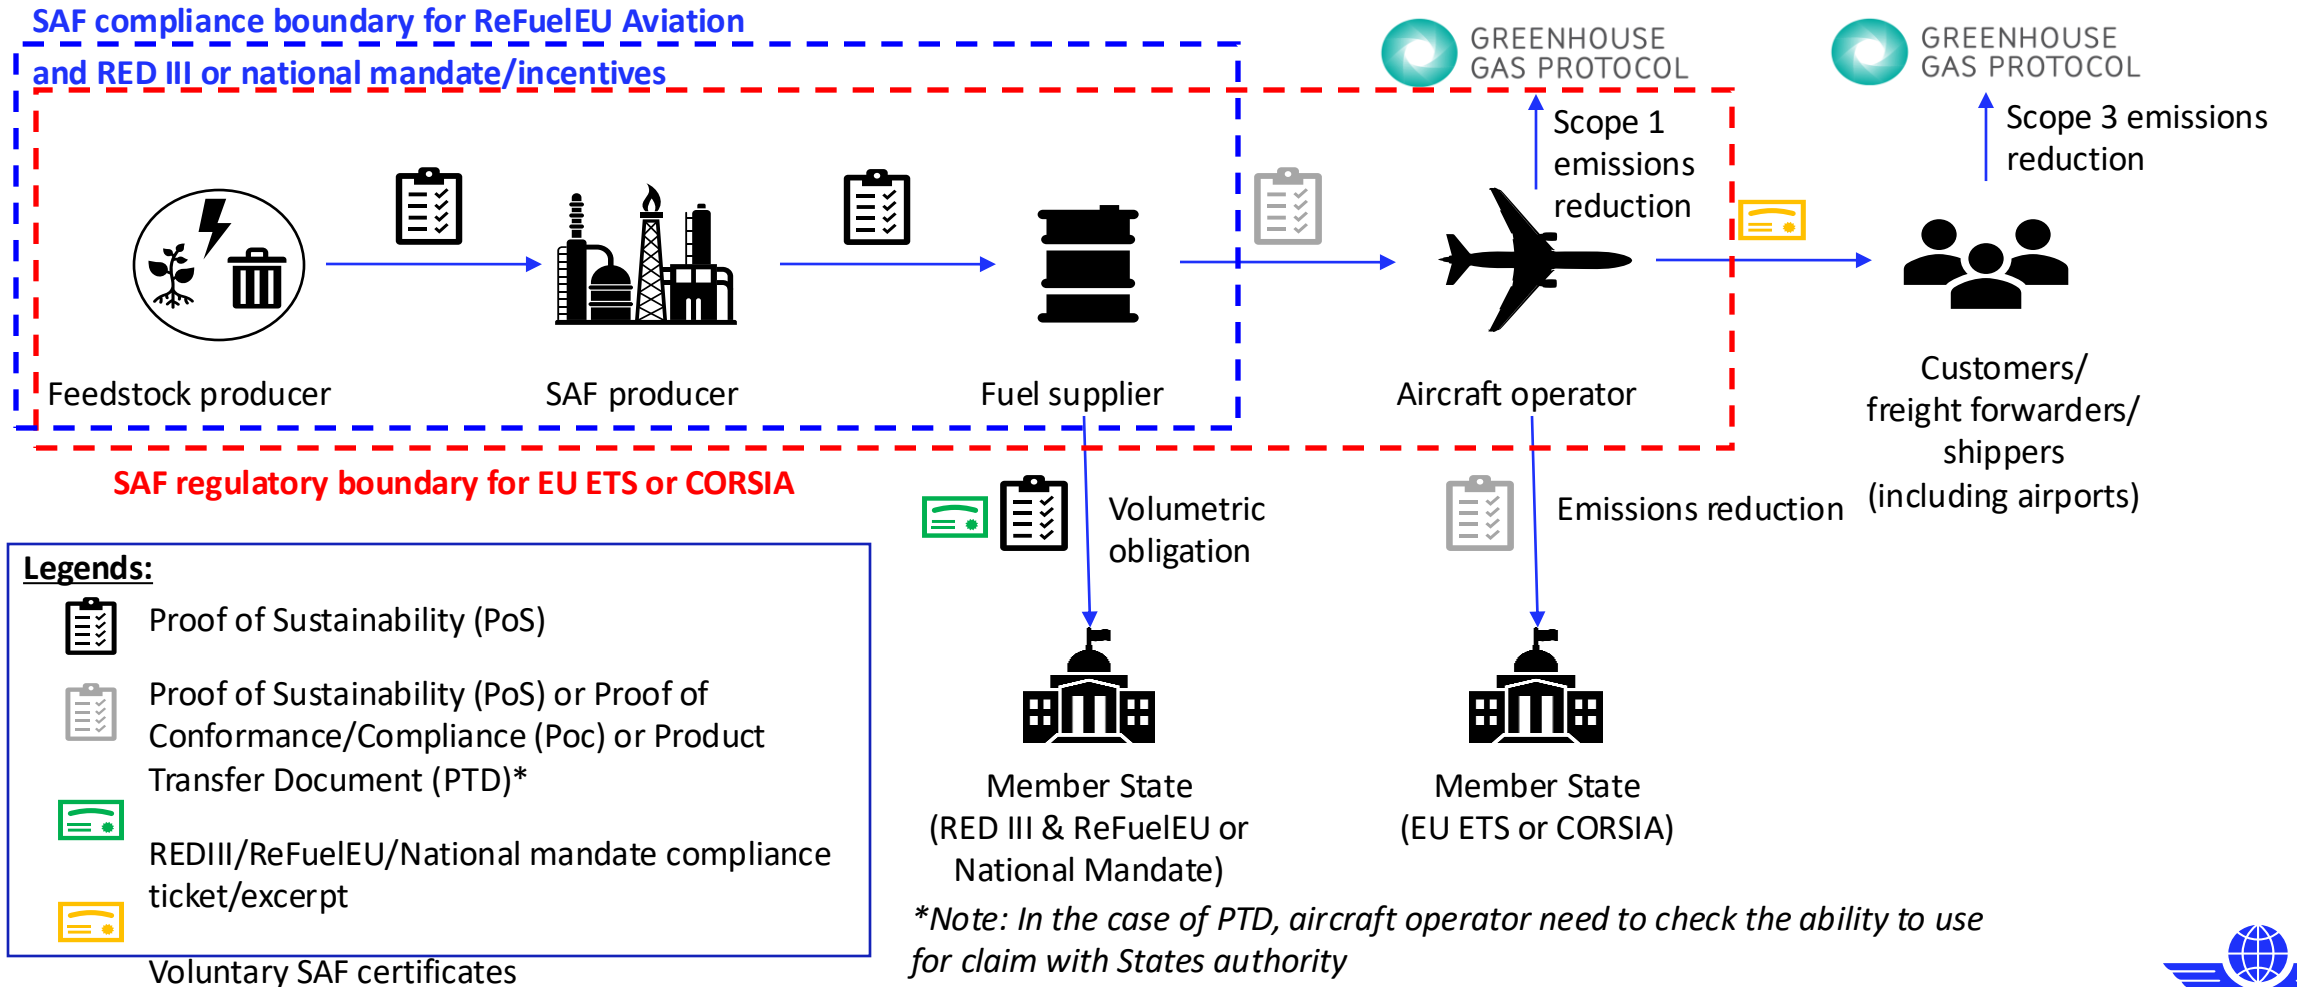 SAF compliance boundary for ReFuelEU Aviation
and RED III or national mandate/incentives
GREENHOUSE
GAS PROTOCOL
GREENHOUSE
GAS PROTOCOL
Scope 1
emissions
reduction
Scope 3 emissions
reduction
Feedstock producer
SAF producer
Fuel supplier
Aircraft operator
Customers/
freight forwarders/
shippers
(including airports)
SAF regulatory boundary for EU ETS or CORSIA
Volumetric
obligation
Emissions reduction
Legends:
Proof of Sustainability (PoS)
Proof of Sustainability (PoS) or Proof of
Conformance/Compliance (Poc) or Product
Transfer Document (PTD)*
REDIII/ReFuelEU/National mandate compliance
ticket/excerpt
Voluntary SAF certificates
Member State
(RED III & ReFuelEU or
National Mandate)
Member State
(EU ETS or CORSIA)
*Note: In the case of PTD, aircraft operator need to check the ability to use
for claim with States authority